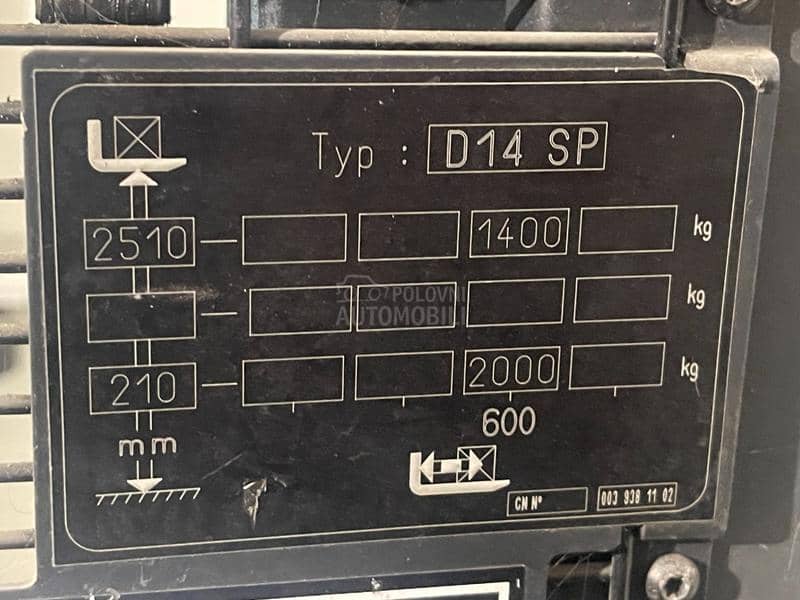 Typ : D14 SP
2510 1400 kg
kg
POLOVNI
AUTOMOBILI
210 2000 kg
600
mm
CN Nº 003 938 11 02